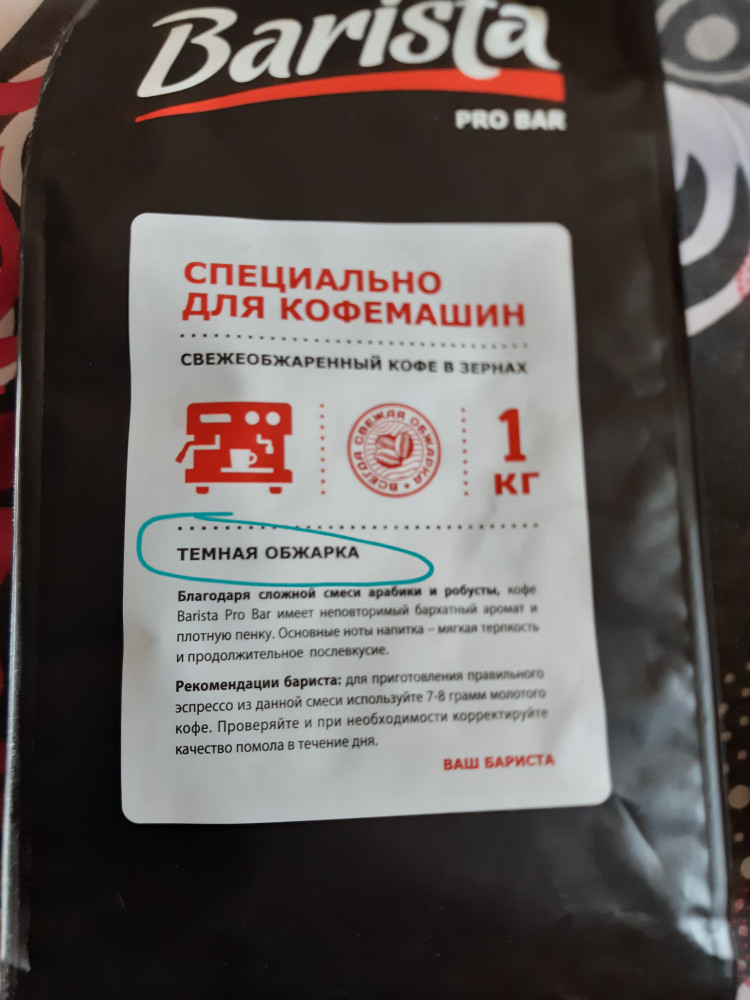 Barista
PRO BAR
СПЕЦИАЛЬНО
ДЛЯ КОФЕМАШИН
СВЕЖЕОБЖАРЕННЫЙ КОФЕ В ЗЕРНАХ
ВСЕГДА СВЕЖАЯ ОБЖАРКА
1
КГ
ТЕМНАЯ ОБЖАРКА
Благодаря сложной смеси арабики и робусты, кофе
Barista Pro Bar имеет неповторимый бархатный аромат и
плотную пенку. Основные ноты напитка – мягкая терпкость
и продолжительное послевкусие.
Рекомендации бариста: для приготовления правильного
эспрессо из данной смеси используйте 7-8 грамм молотого
кофе. Проверяйте и при необходимости корректируйте
качество помола в течение дня.
ВАШ БАРИСТА